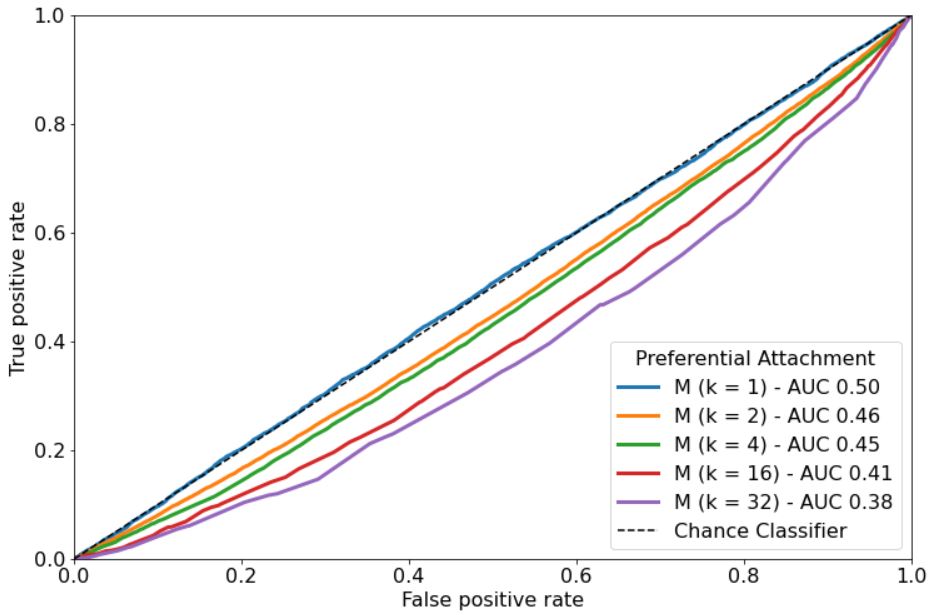 1.0
0.8
0.6
0.4
0.2
0.0
True positive rate
Preferential Attachment
M (k = 1) - AUC 0.50
M (k = 2) - AUC 0.46
M (k = 4) - AUC 0.45
M (k = 16) - AUC 0.41
M (k = 32) - AUC 0.38
Chance Classifier
0.0 0.2 0.4 0.6 0.8 1.0
False positive rate